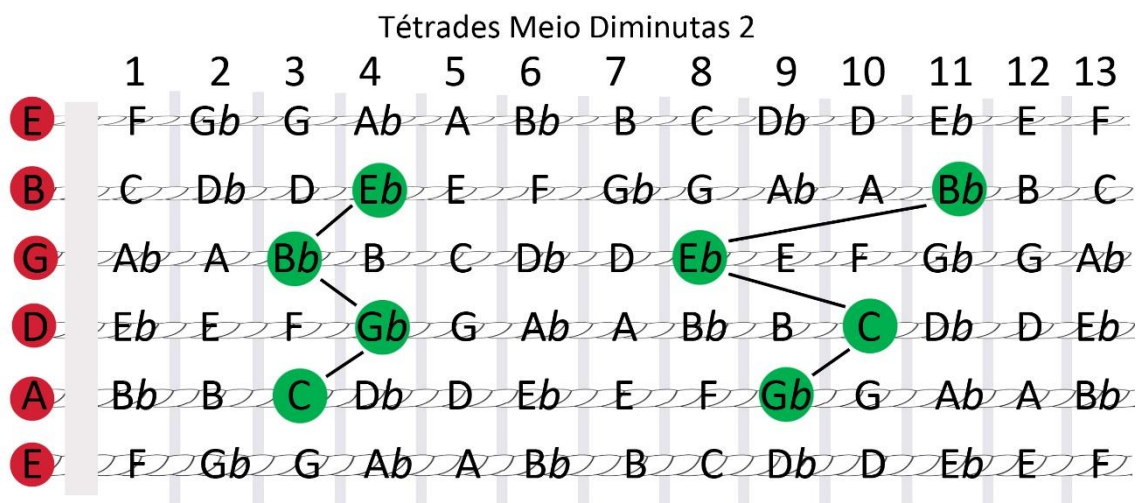 Tétrades Meio Diminutas 2
1 2 3 4 5 6 7 8 9 10 11 12 13
E F Gb G Ab A Bb B C Db D Eb E F
B C Db D Eb E F Gb G Ab A Bb B C
G Ab A Bb B C Db D Eb E F Gb G Ab
D Eb E F Gb G Ab A Bb B C Db D Eb
A Bb B C Db D Eb E F Gb G Ab A Bb
E F Gb G Ab A Bb B C Db D Eb E F